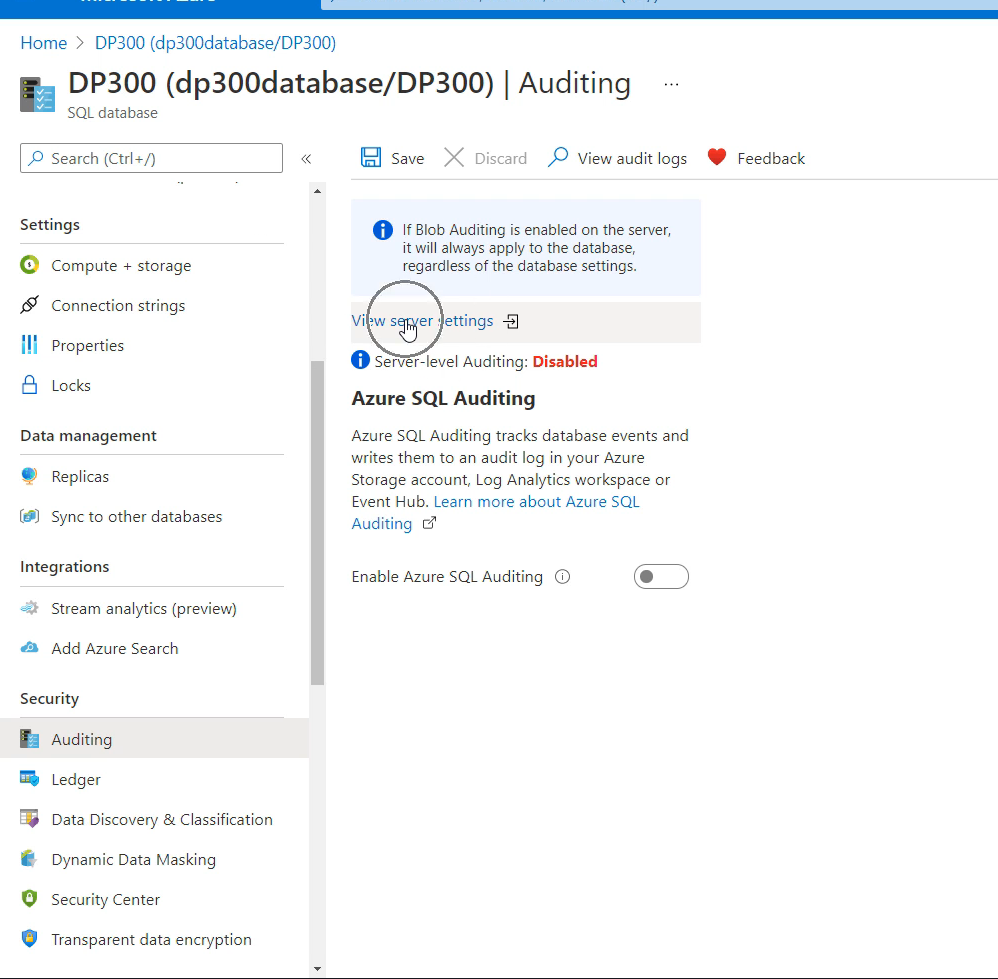 Home > DP300 (dp300database/DP300)
DP300 (dp300database/DP300) | Auditing ...
SQL database
Search (Ctrl+/)
«
Save
Discard
View audit logs
Feedback
Settings
Compute + storage
Connection strings
Properties
Locks
Data management
Replicas
Sync to other databases
Integrations
Stream analytics (preview)
Add Azure Search
Security
Auditing
Ledger
Data Discovery & Classification
Dynamic Data Masking
Security Center
Transparent data encryption
If Blob Auditing is enabled on the server,
it will always apply to the database,
regardless of the database settings.
View server settings
Server-level Auditing: Disabled
Azure SQL Auditing
Azure SQL Auditing tracks database events and
writes them to an audit log in your Azure
Storage account, Log Analytics workspace or
Event Hub. Learn more about Azure SQL
Auditing
Enable Azure SQL Auditing